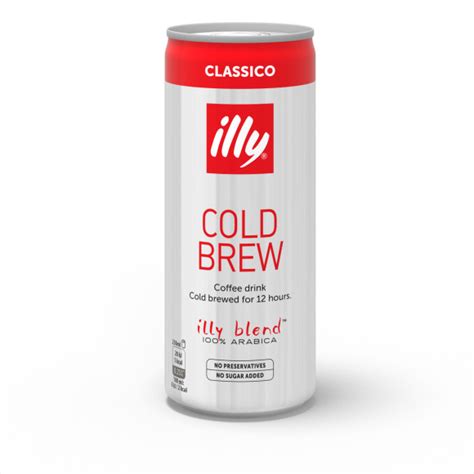 CLASSICO
illy®
COLD
BREW
Coffee drink
Cold brewed for 12 hours.
illy blend™
100% ARABICA
NO PRESERVATIVES
NO SUGAR ADDED